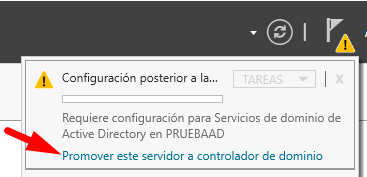 Configuración posterior a la...
TAREAS
X
Requiere configuración para Servicios de dominio de
Active Directory en PRUEBAAD
Promover este servidor a controlador de dominio